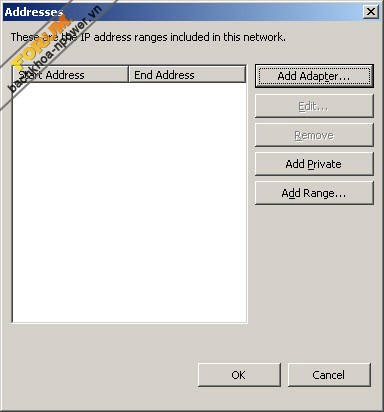 Addresses
FORUM
bachkhoa-npower.vn
These are the IP address ranges included in this network.
Start Address
End Address
Add Adapter...
Edit...
Remove
Add Private
Add Range...
OK
Cancel